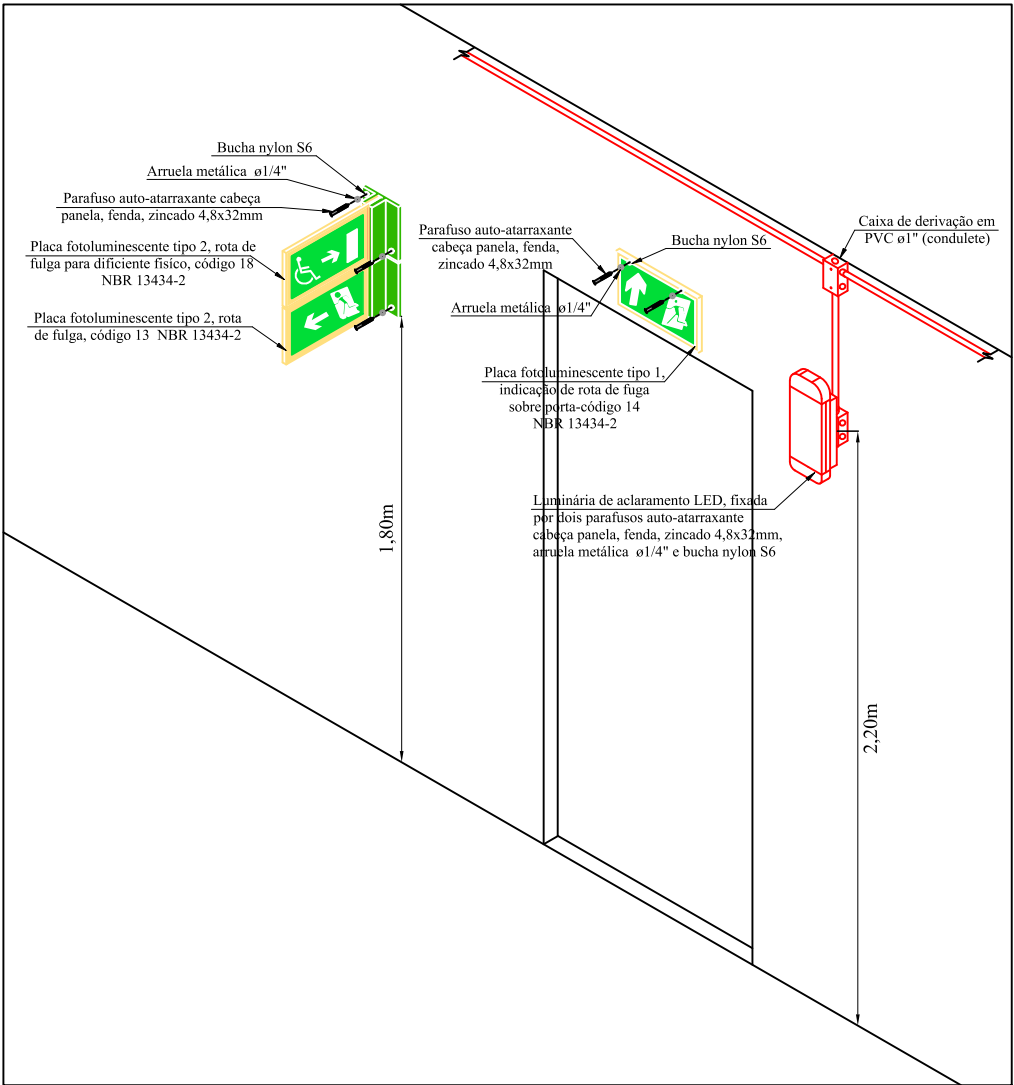 Bucha nylon S6
Arruela metálica ø1/4"
Parafuso auto-atarraxante cabeça
panela, fenda, zincado 4,8x32mm
Placa fotoluminescente tipo 2, rota de
fulga para dificiente fisíco, código 18
NBR 13434-2
Placa fotoluminescente tipo 2, rota
de fulga, código 13 NBR 13434-2
1,80m
Parafuso auto-atarraxante
cabeça panela, fenda,
zincado 4,8x32mm
Bucha nylon S6
Arruela metálica ø1/4"
Placa fotoluminescente tipo 1,
indicação de rota de fuga
sobre porta-código 14
NBR 13434-2
Caixa de derivação em
PVC ø1" (condulete)
Luminária de aclaramento LED, fixada
por dois parafusos auto-atarraxante
cabeça panela, fenda, zincado 4,8x32mm,
arruela metálica ø1/4" e bucha nylon S6
2,20m